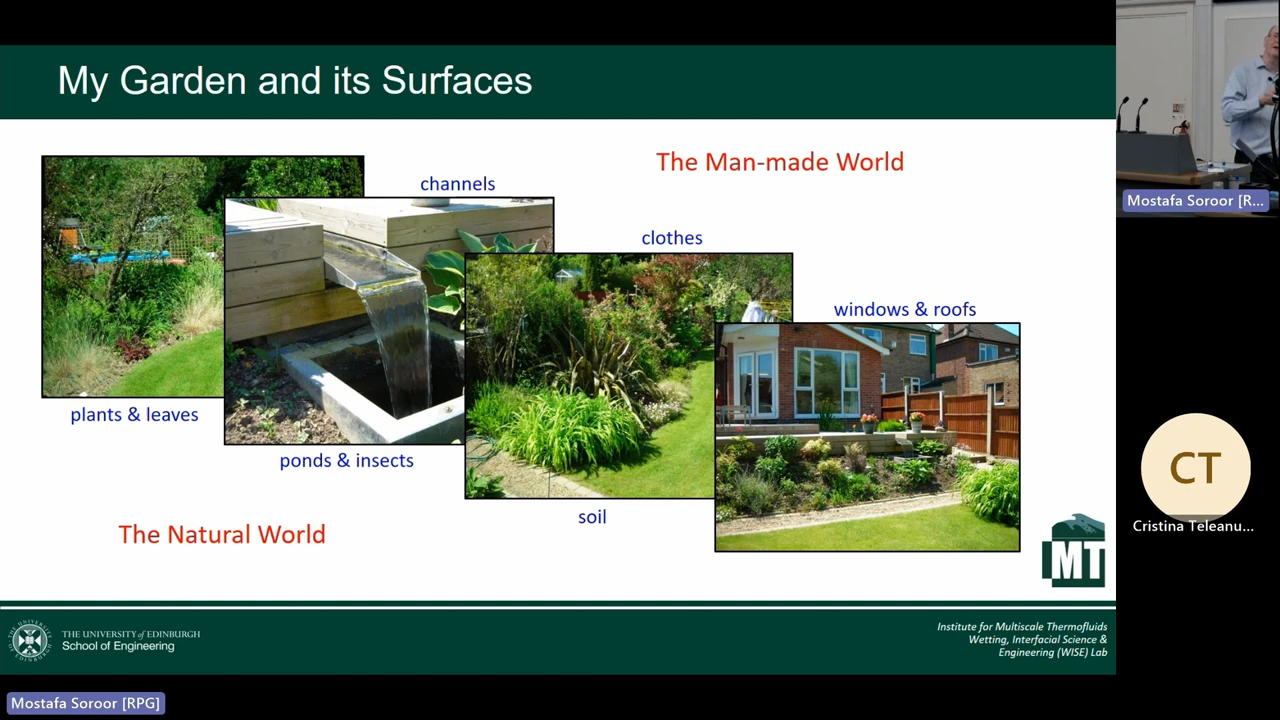 My Garden and its Surfaces
The Man-made World
channels
clothes
windows & roofs
plants & leaves
ponds & insects
soil
The Natural World
MT
THE UNIVERSITY of EDINBURGH
School of Engineering
Institute for Multiscale Thermofluids
Wetting, Interfacial Science &
Engineering (WISE) Lab
Mostafa Soroor [RPG]
Mostafa Soroor [R...
CT
Cristina Teleanu...